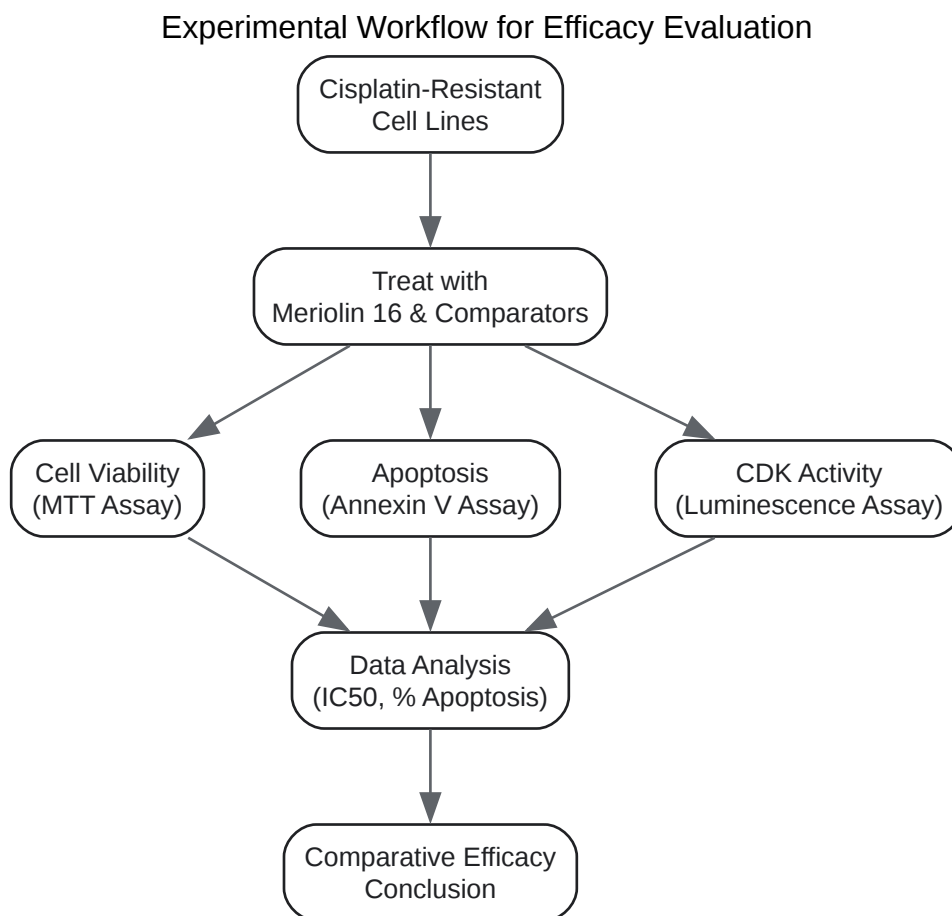 Experimental Workflow for Efficacy Evaluation
Cisplatin-Resistant
Cell Lines
Treat with
Meriolin 16 & Comparators
Cell Viability
(MTT Assay)
Apoptosis
(Annexin V Assay)
CDK Activity
(Luminescence Assay)
Data Analysis
(IC50, % Apoptosis)
Comparative Efficacy
Conclusion